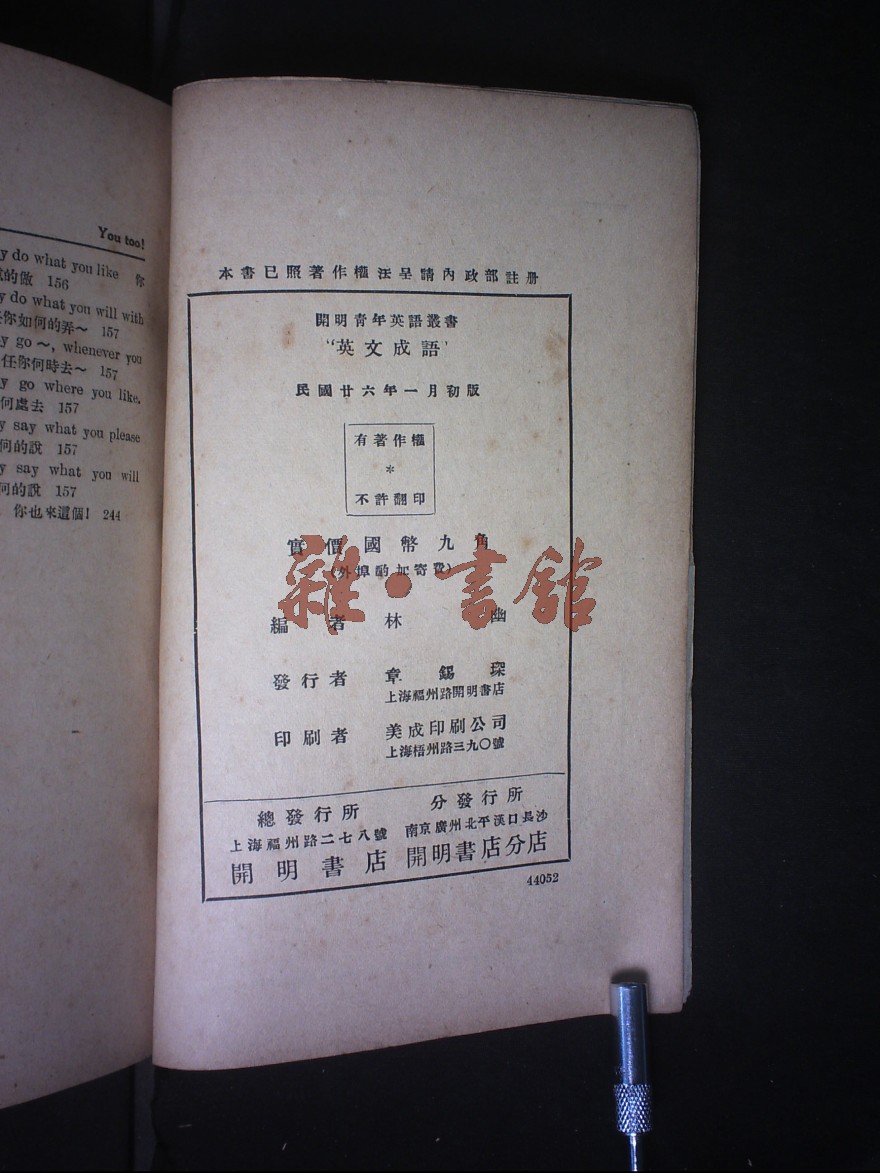 You too!
y do what you like 你
的做 156
y do what you will with
你如何的弄～ 157
y go～, whenever you
任你何時去～ 157
y go where you like.
何處去 157
y say what you please
何的說 157
y say what you will
何的說 157
你也來這個! 244
本書已照著作權法呈請內政部註册
開明青年英語叢書
"英文成語"
民國廿六年一月初版
有著作權
*
不許翻印
實價國幣九角
(外埠酌加寄費)
雜·書館
編者 林幽
發行者 章錫琛
上海福州路開明書店
印刷者 美成印刷公司
上海梧州路三九〇號
總發行所
上海福州路二七八號
開明書店
分發行所
南京廣州北平漢口長沙
開明書店分店
44052